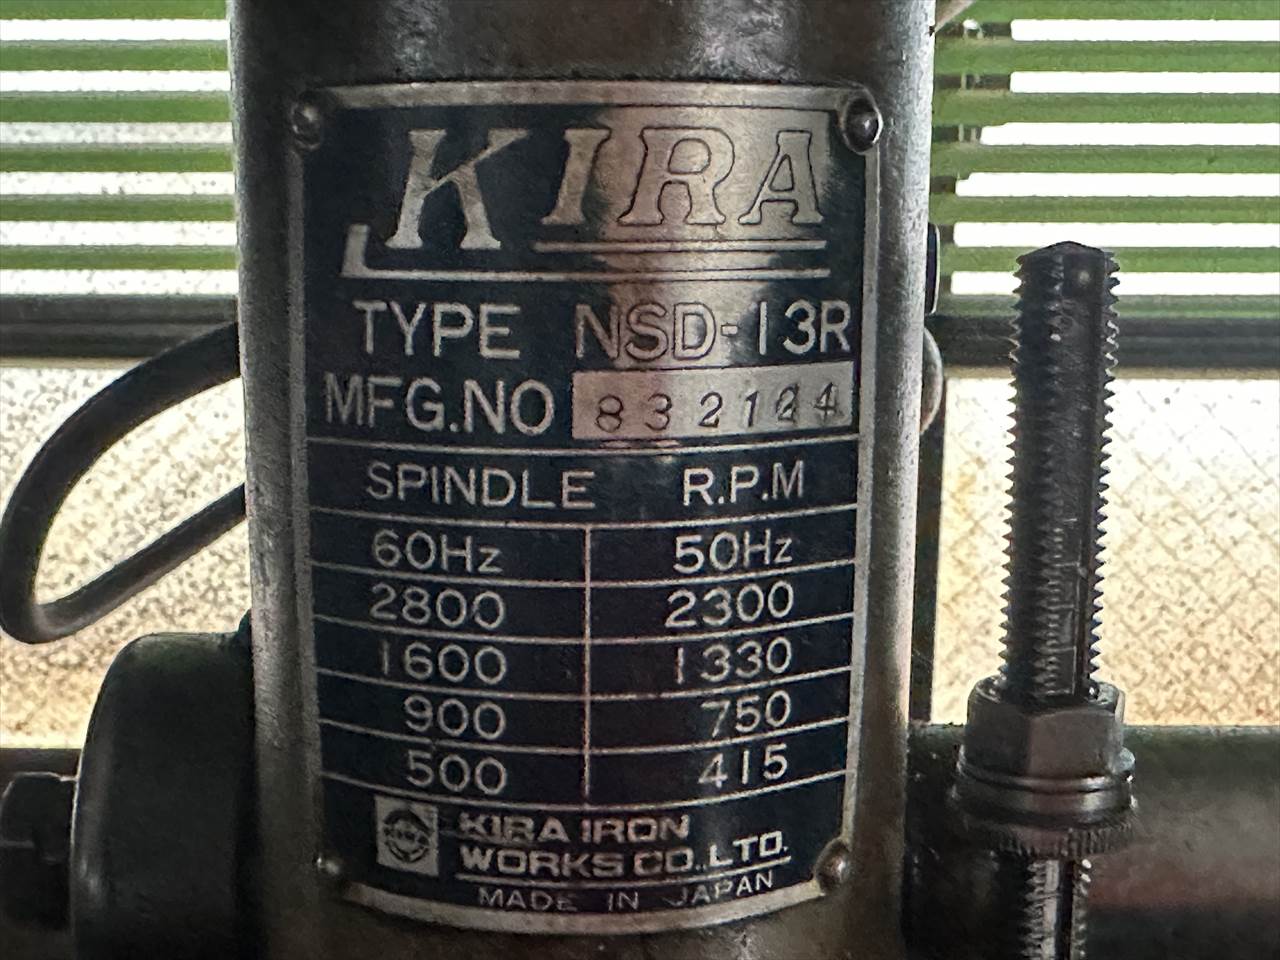 KIRA
TYPE NSD-13R
MFG.NO 832124
SPINDLE R.P.M
60Hz 50Hz
2800 2300
1600 1330
900 750
500 415
KIRA IRON
WORKS CO.,LTD.
MADE IN JAPAN